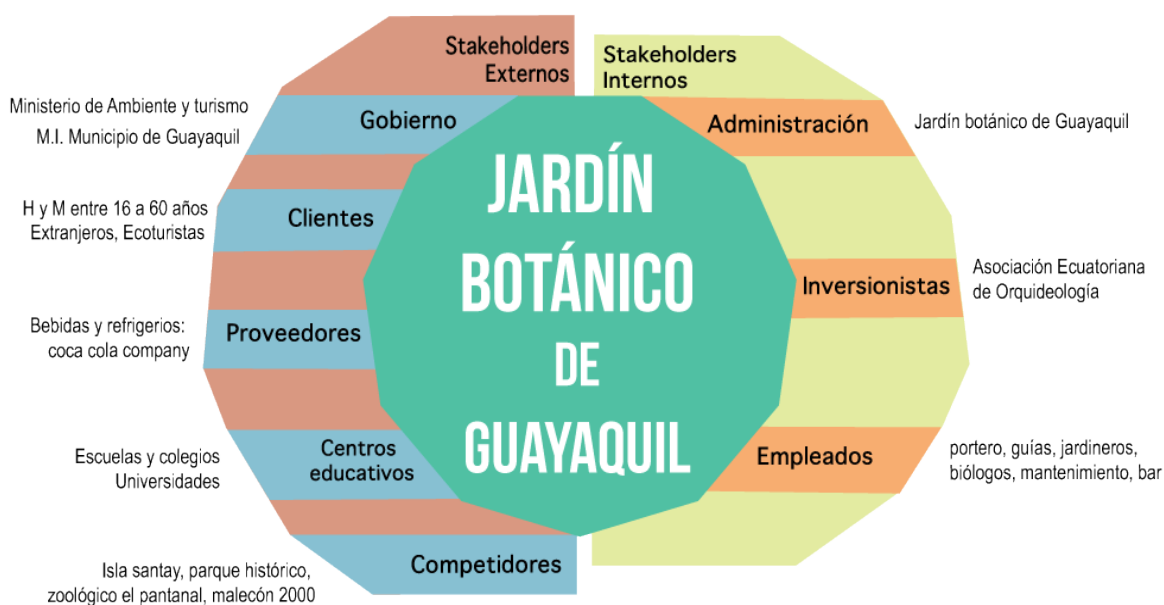 Stakeholders
Externos
Ministerio de Ambiente y turismo
M.I. Municipio de Guayaquil
Gobierno
H y M entre 16 a 60 años
Extranjeros, Ecoturistas
Clientes
Bebidas y refrigerios:
coca cola company
Proveedores
Escuelas y colegios
Universidades
Centros
educativos
Isla santay, parque histórico,
zoológico el pantanal, malecón 2000
Competidores
JARDÍN
BOTÁNICO
DE
GUAYAQUIL
Stakeholders
Internos
Administración
Jardín botánico de Guayaquil
Inversionistas
Asociación Ecuatoriana
de Orquideología
Empleados
portero, guías, jardineros,
biólogos, mantenimiento, bar